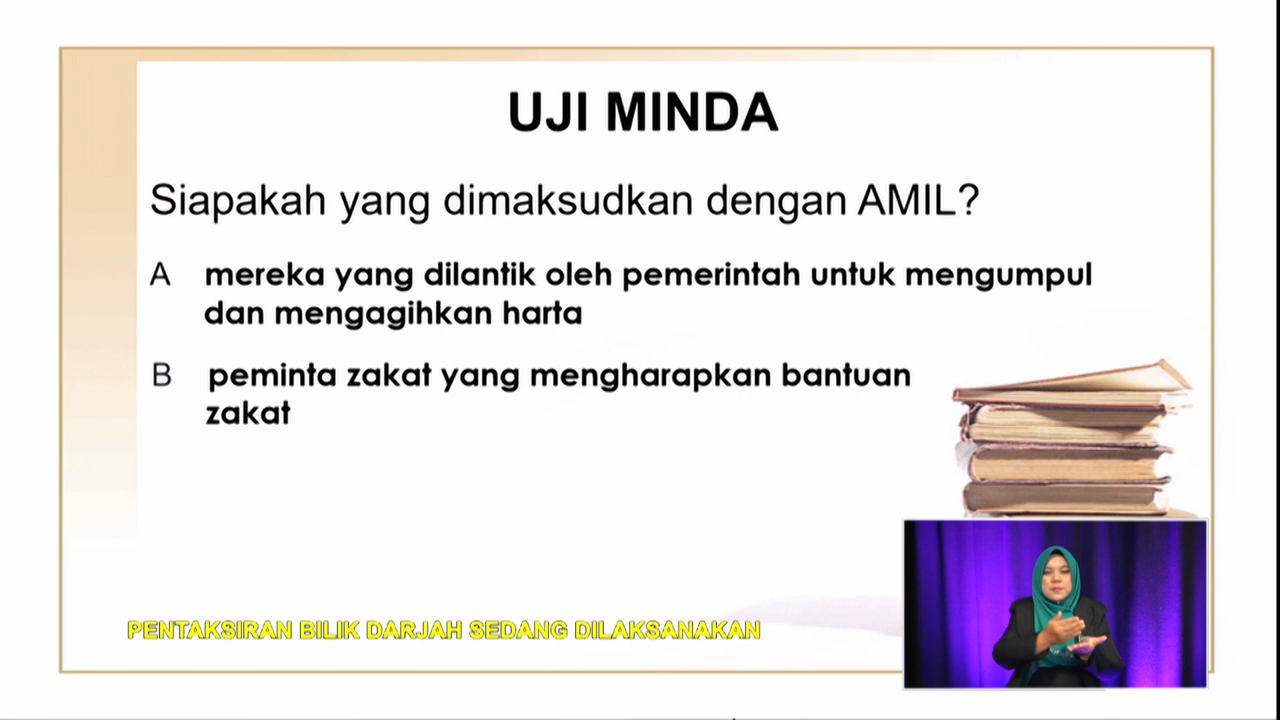 UJI MINDA
Siapakah yang dimaksudkan dengan AMIL?
A mereka yang dilantik oleh pemerintah untuk mengumpul
dan mengagihkan harta
B peminta zakat yang mengharapkan bantuan
zakat
PENTAKSIRAN BILIK DARJAH SEDANG DILAKSANAKAN